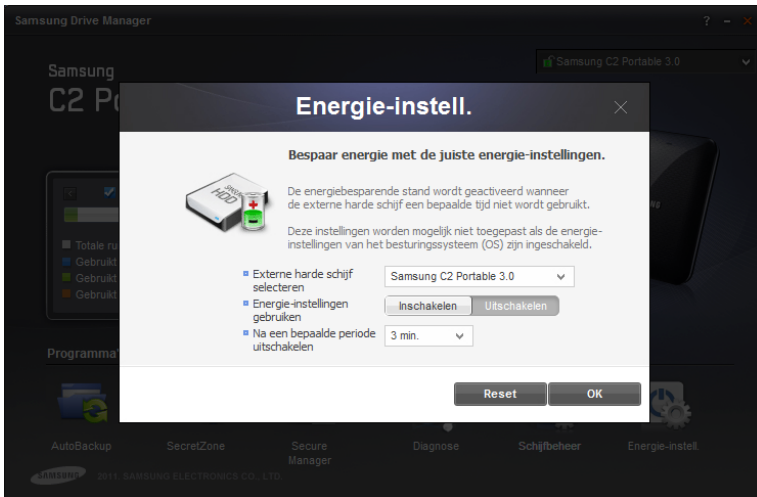 Samsung Drive Manager
? – ×
Samsung
Samsung C2 Portable 3.0
C2 Po
Energie-instell.
Bespaar energie met de juiste energie-instellingen.
SAMSUNG
HDD
De energiebesparende stand wordt geactiveerd wanneer
de externe harde schijf een bepaalde tijd niet wordt gebruikt.
Deze instellingen worden mogelijk niet toegepast als de energie-
instellingen van het besturingssysteem (OS) zijn ingeschakeld.
Totale ru
Gebruikt
Gebruikt
Gebruikt
Externe harde schijf
selecteren
Samsung C2 Portable 3.0
Energie-instellingen
gebruiken
Inschakelen
Uitschakelen
Na een bepaalde periode
uitschakelen
3 min.
Programma'
Reset
OK
AutoBackup
SecretZone
Secure
Manager
Diagnose
Schijfbeheer
Energie-instell.
SAMSUNG
2011. SAMSUNG ELECTRONICS CO., LTD.